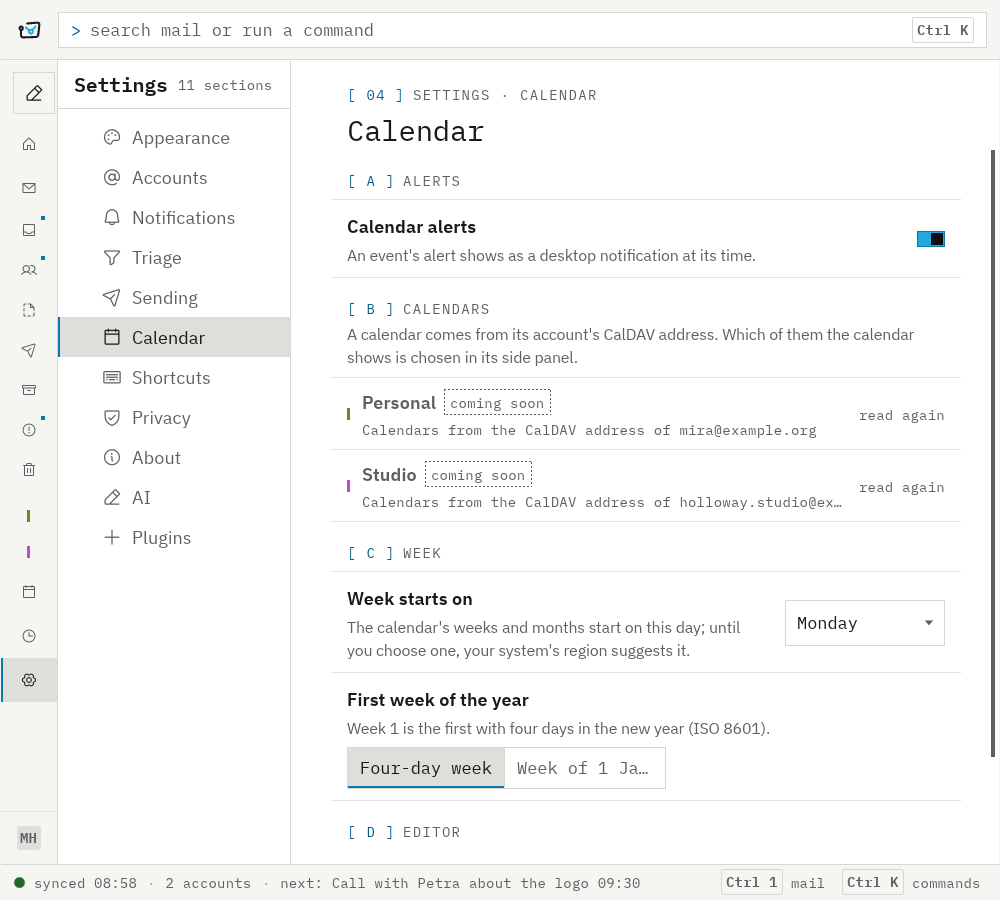 > search mail or run a command Ctrl K
Settings 11 sections
Appearance
Accounts
Notifications
Triage
Sending
Calendar
Shortcuts
Privacy
About
AI
Plugins
MH
[ 04 ] SETTINGS · CALENDAR
Calendar
[ A ] ALERTS
Calendar alerts
An event's alert shows as a desktop notification at its time.
[ B ] CALENDARS
A calendar comes from its account's CalDAV address. Which of them the calendar
shows is chosen in its side panel.
Personal coming soon
Calendars from the CalDAV address of mira@example.org
read again
Studio coming soon
Calendars from the CalDAV address of holloway.studio@ex…
read again
[ C ] WEEK
Week starts on
The calendar's weeks and months start on this day; until
you choose one, your system's region suggests it.
Monday
First week of the year
Week 1 is the first with four days in the new year (ISO 8601).
Four-day week Week of 1 Ja…
[ D ] EDITOR
synced 08:58 · 2 accounts · next: Call with Petra about the logo 09:30 Ctrl 1 mail Ctrl K commands